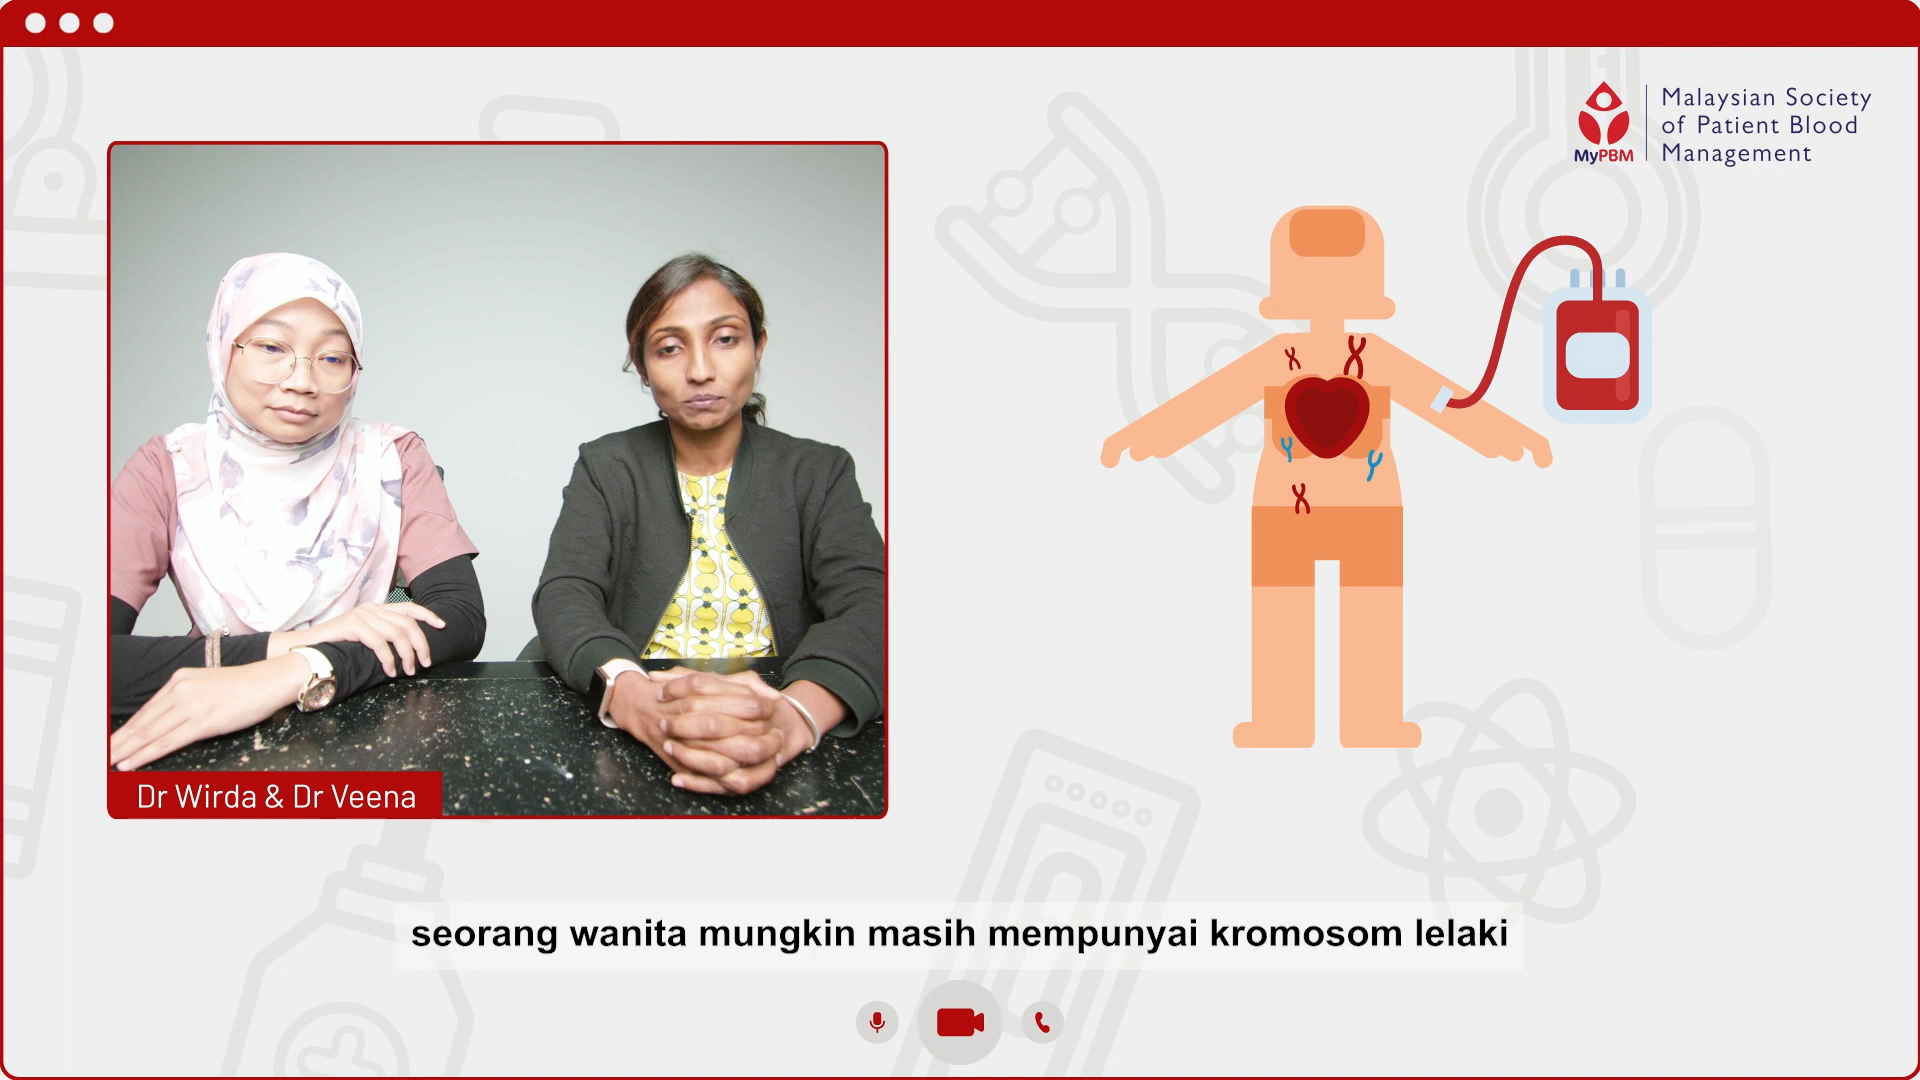 Malaysian Society
of Patient Blood
Management
MyPBM
Dr Wirda & Dr Veena
seorang wanita mungkin masih mempunyai kromosom lelaki